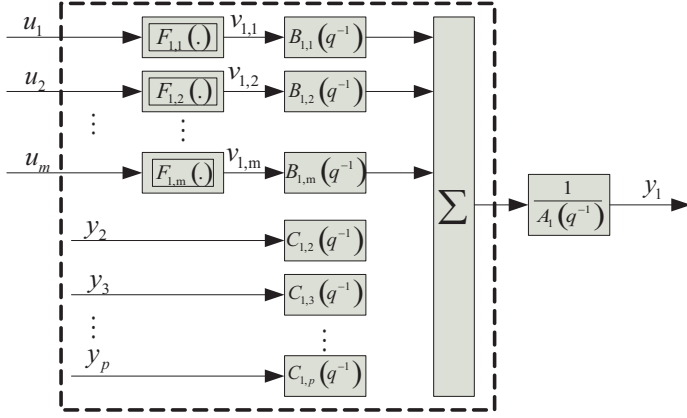 u₁ F₁,₁(.) v₁,₁ B₁,₁(q⁻¹)
u₂ F₁,₂(.) v₁,₂ B₁,₂(q⁻¹)
⋮ ⋮
uₘ F₁,ₘ(.) v₁,ₘ B₁,ₘ(q⁻¹)
∑ 1/A₁(q⁻¹) y₁
y₂ C₁,₂(q⁻¹)
y₃ C₁,₃(q⁻¹)
⋮ ⋮
yₚ C₁,ₚ(q⁻¹)